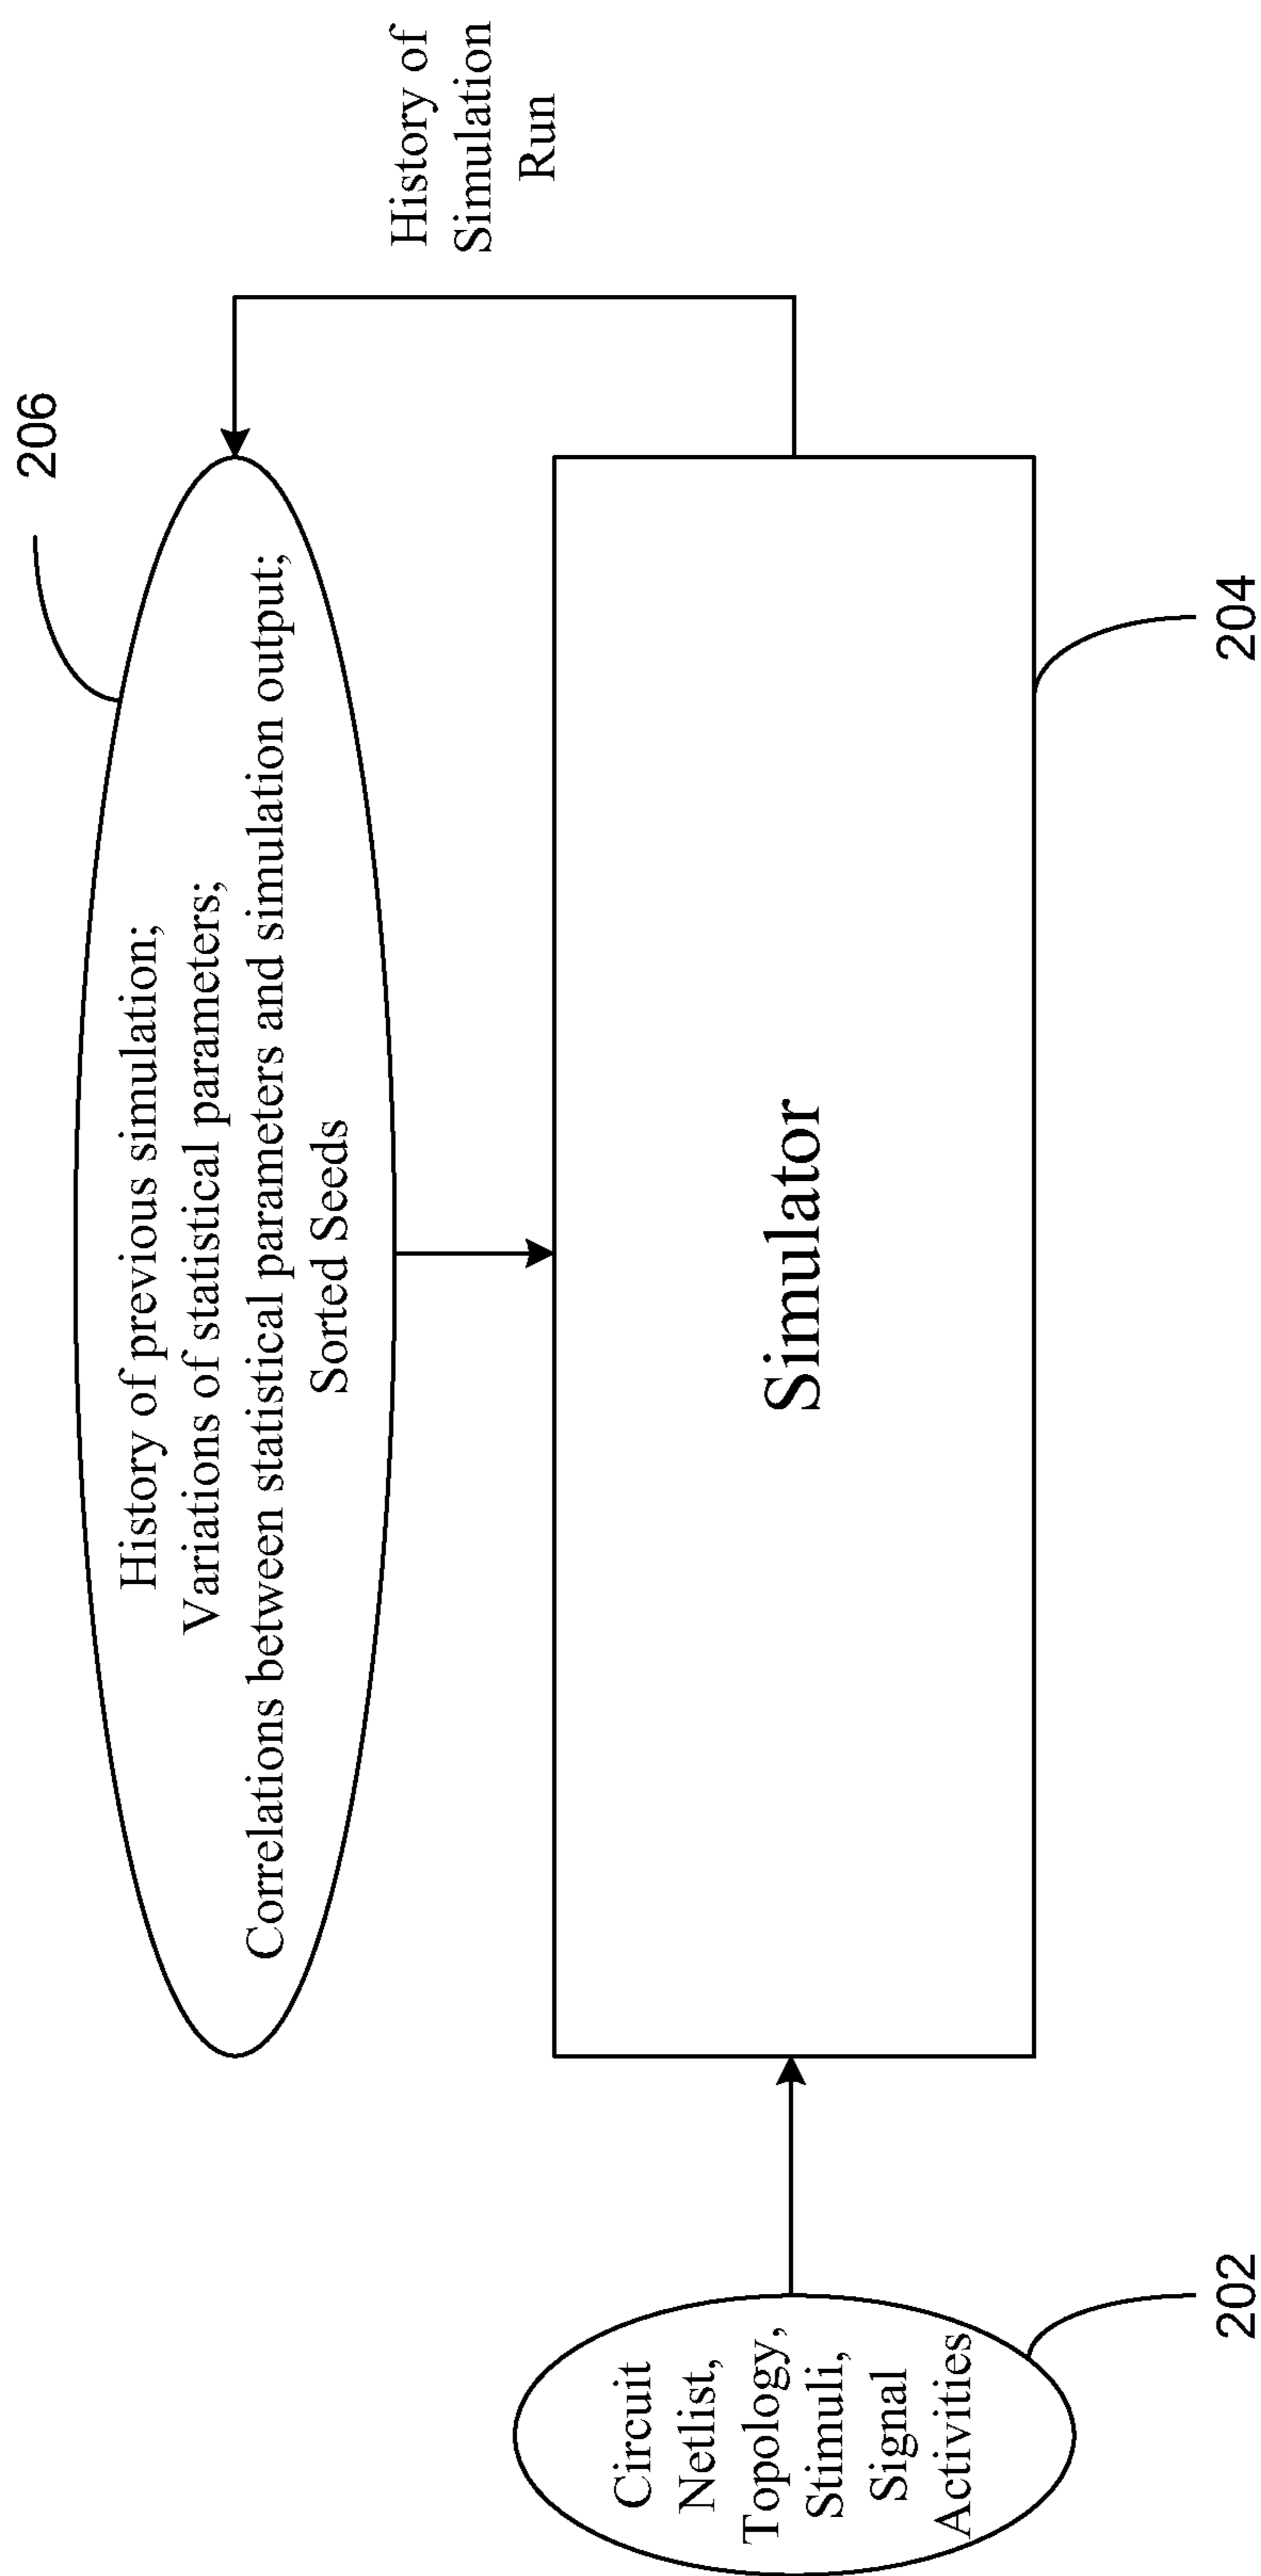 206
History of previous simulation;
Variations of statistical parameters;
Correlations between statistical parameters and simulation output;
Sorted Seeds
History of
Simulation
Run
Circuit
Netlist,
Topology,
Stimuli,
Signal
Activities
Simulator
202
204